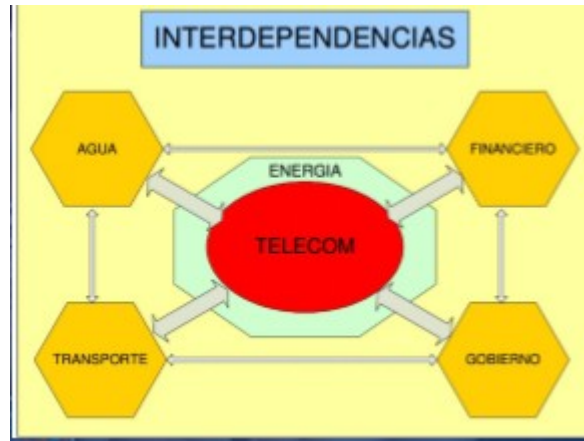 INTERDEPENDENCIAS
AGUA
FINANCIERO
ENERGIA
TELECOM
TRANSPORTE
GOBIERNO